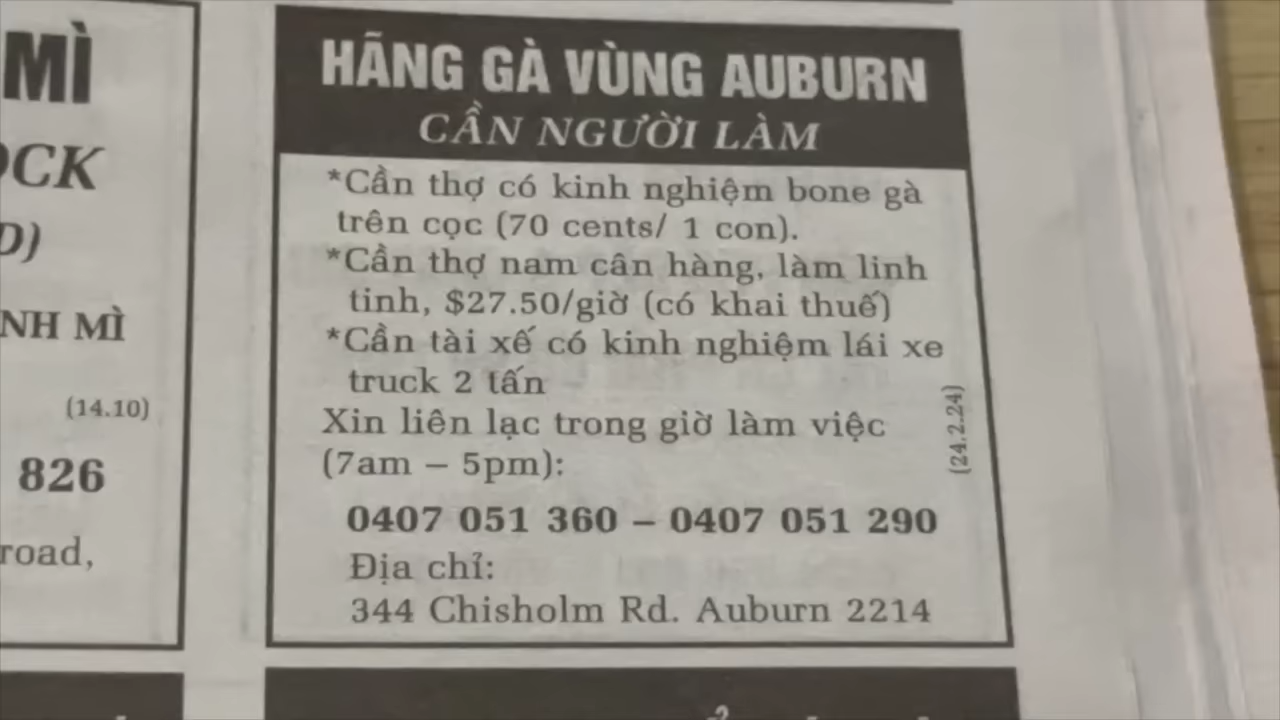 MÌ
OCK
D)
NH MÌ
(14.10)
826
road,
HÃNG GÀ VÙNG AUBURN
CẦN NGƯỜI LÀM
*Cần thợ có kinh nghiệm bone gà
trên cọc (70 cents/ 1 con).
*Cần thợ nam cân hàng, làm linh
tinh, $27.50/giờ (có khai thuế)
*Cần tài xế có kinh nghiệm lái xe
truck 2 tấn
Xin liên lạc trong giờ làm việc
(7am – 5pm):
(24.2.24)
0407 051 360 – 0407 051 290
Địa chỉ:
344 Chisholm Rd. Auburn 2214